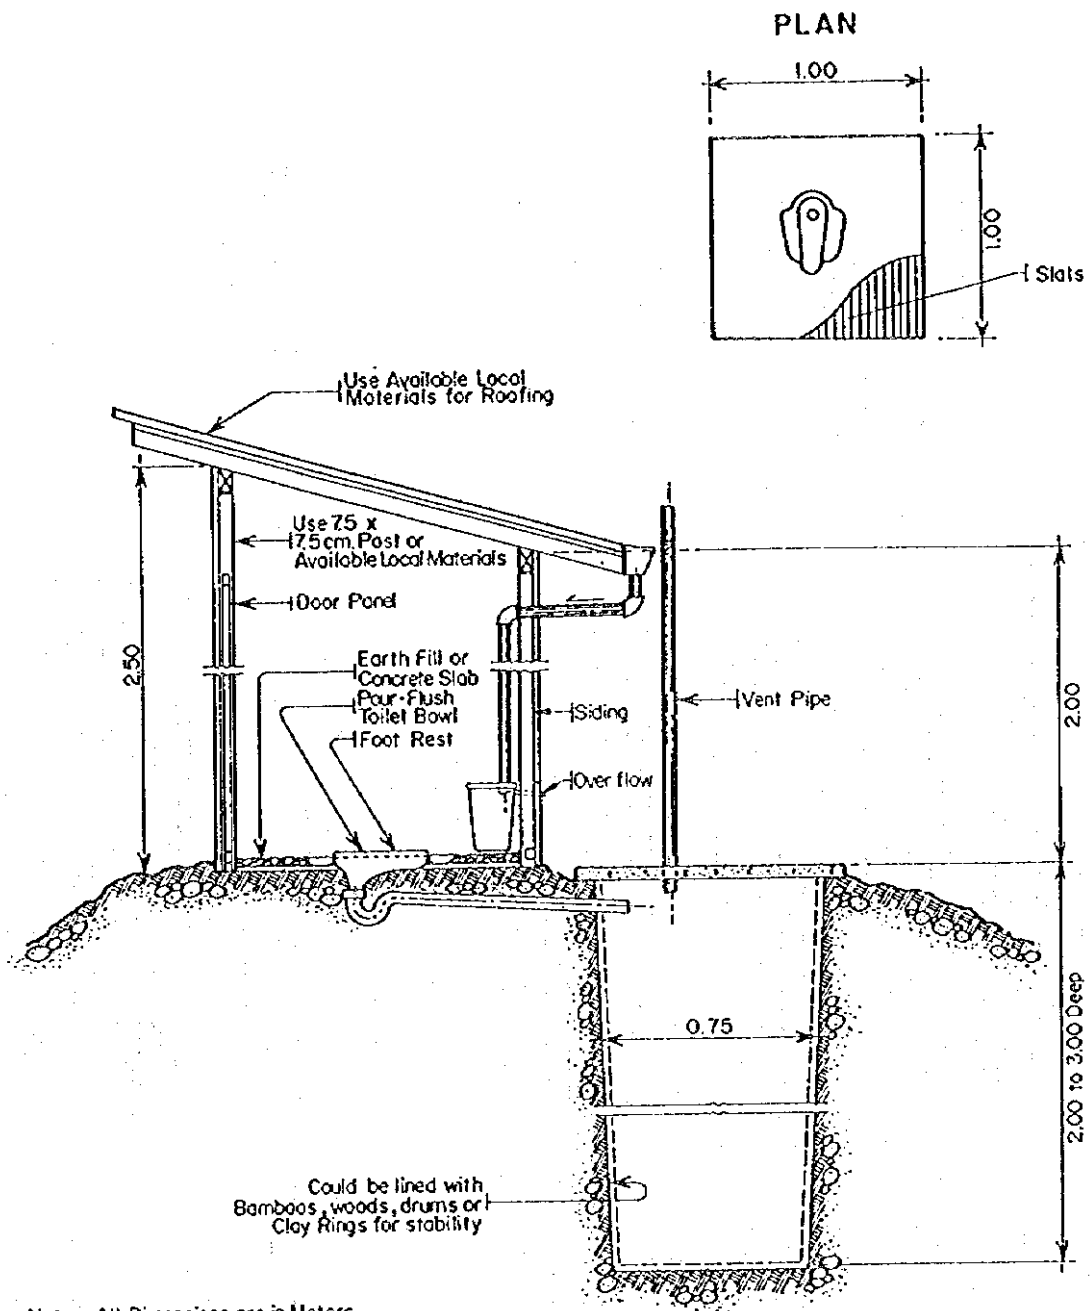 PLAN
1.00
1.00
Slats
Use Available Local
Materials for Roofing
Use 7.5 x
7.5cm. Post or
Available Local Materials
Door Panel
2.50
Earth Fill or
Concrete Slab
Pour-Flush
Toilet Bowl
Foot Rest
Siding
Over flow
Vent Pipe
2.00
0.75
2.00 to 3.00 Deep
Could be lined with
Bamboos, woods, drums or
Clay Rings for stability
All Dimensions are in Meters